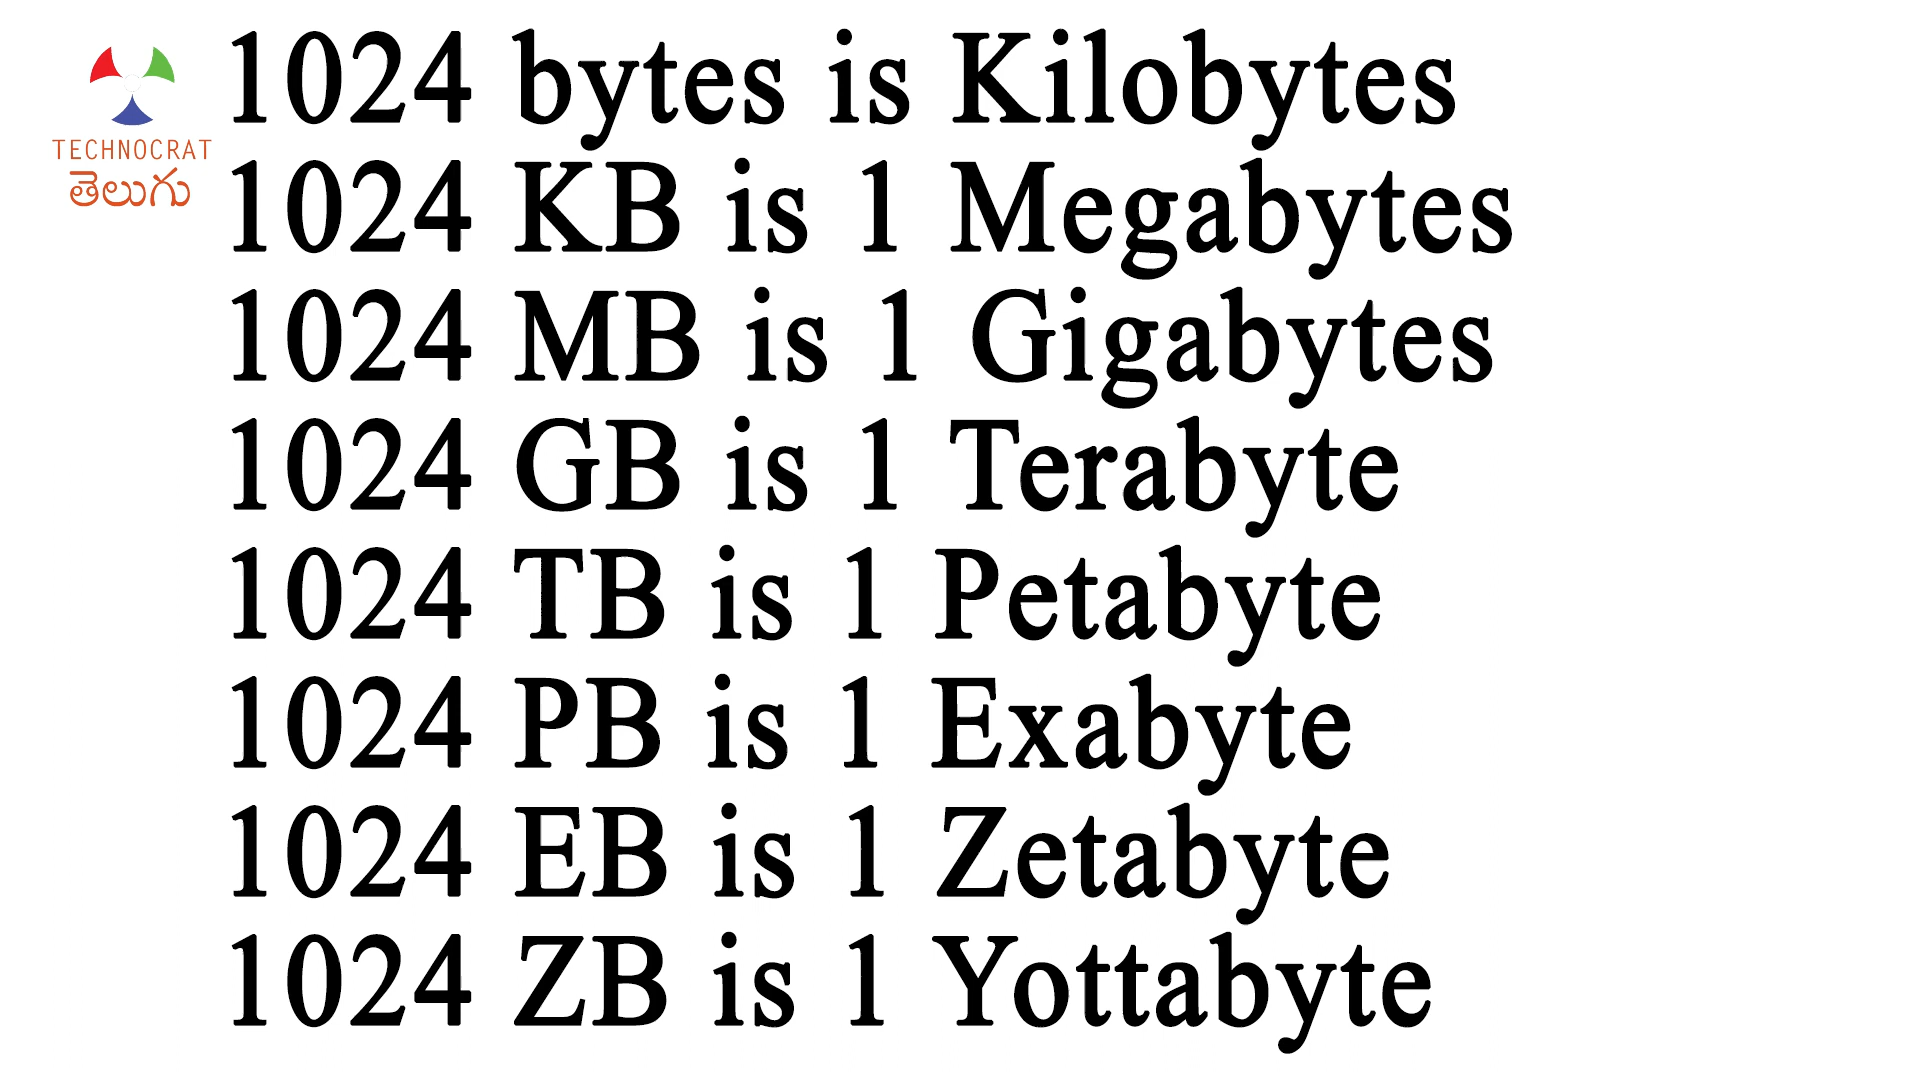 TECHNOCRAT
తెలుగు
1024 bytes is Kilobytes
1024 KB is 1 Megabytes
1024 MB is 1 Gigabytes
1024 GB is 1 Terabyte
1024 TB is 1 Petabyte
1024 PB is 1 Exabyte
1024 EB is 1 Zetabyte
1024 ZB is 1 Yottabyte